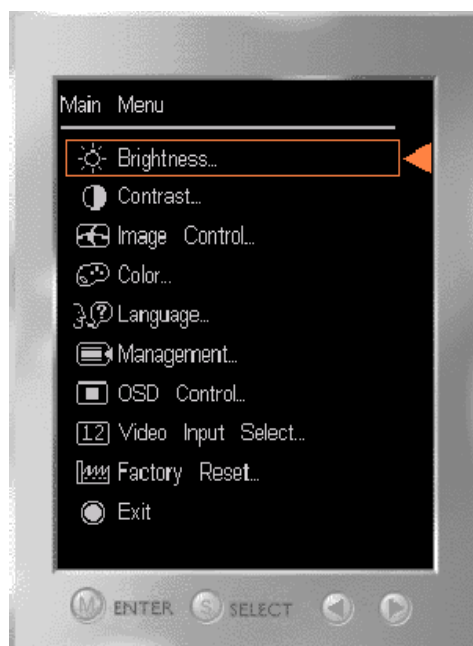 Main Menu
Brightness...
Contrast...
Image Control...
Color...
Language...
Management...
OSD Control...
12 Video Input Select...
Factory Reset...
Exit
M ENTER S SELECT